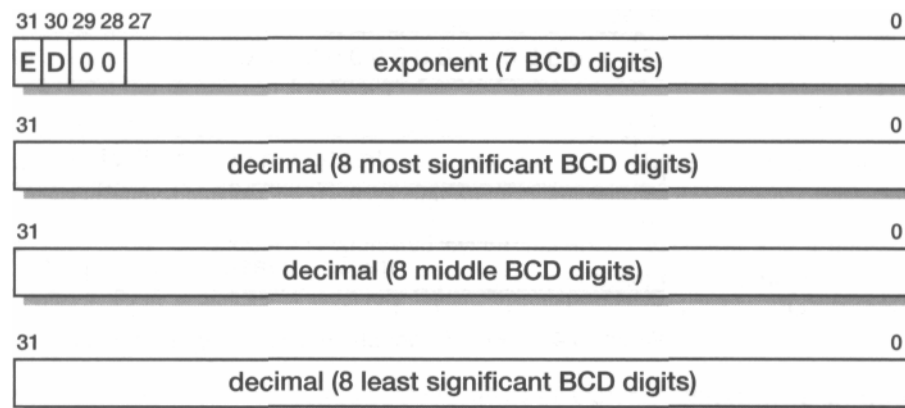 31 30 29 28 27 0
E D 0 0 exponent (7 BCD digits)
31 0
decimal (8 most significant BCD digits)
31 0
decimal (8 middle BCD digits)
31 0
decimal (8 least significant BCD digits)